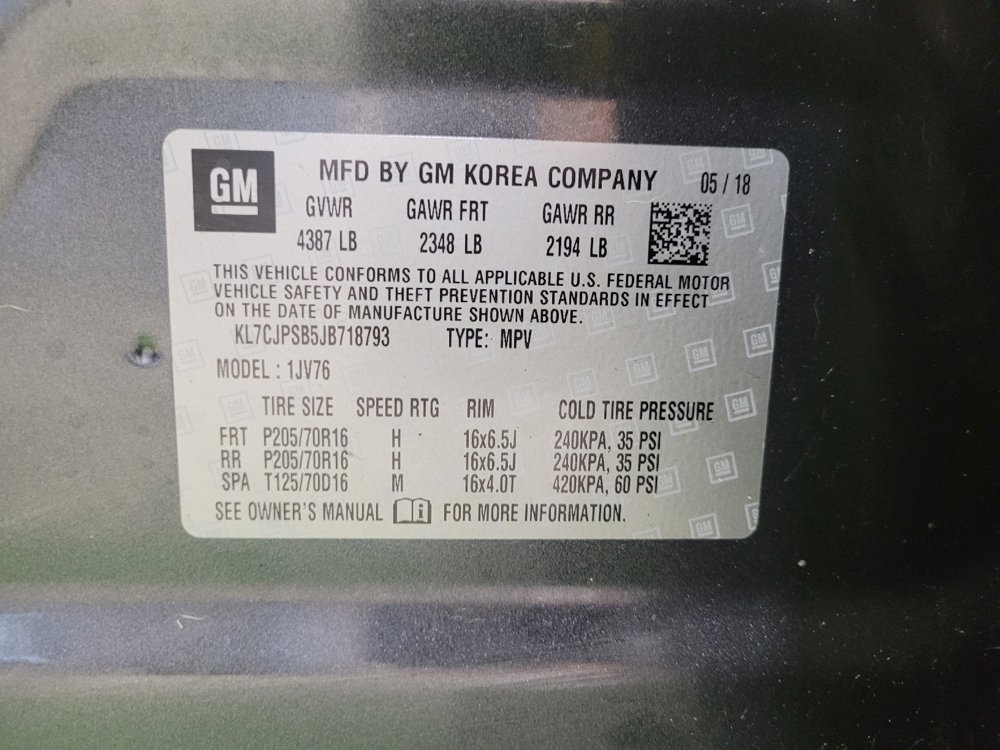 GM
MFD BY GM KOREA COMPANY 05 / 18
GVWR GAWR FRT GAWR RR
4387 LB 2348 LB 2194 LB
THIS VEHICLE CONFORMS TO ALL APPLICABLE U.S. FEDERAL MOTOR
VEHICLE SAFETY AND THEFT PREVENTION STANDARDS IN EFFECT
ON THE DATE OF MANUFACTURE SHOWN ABOVE.
KL7CJPSB5JB718793 TYPE: MPV
MODEL : 1JV76
TIRE SIZE SPEED RTG RIM COLD TIRE PRESSURE
FRT P205/70R16 H 16x6.5J 240KPA, 35 PSI
RR P205/70R16 H 16x6.5J 240KPA, 35 PSI
SPA T125/70D16 M 16x4.0T 420KPA, 60 PSI
SEE OWNER'S MANUAL i FOR MORE INFORMATION.